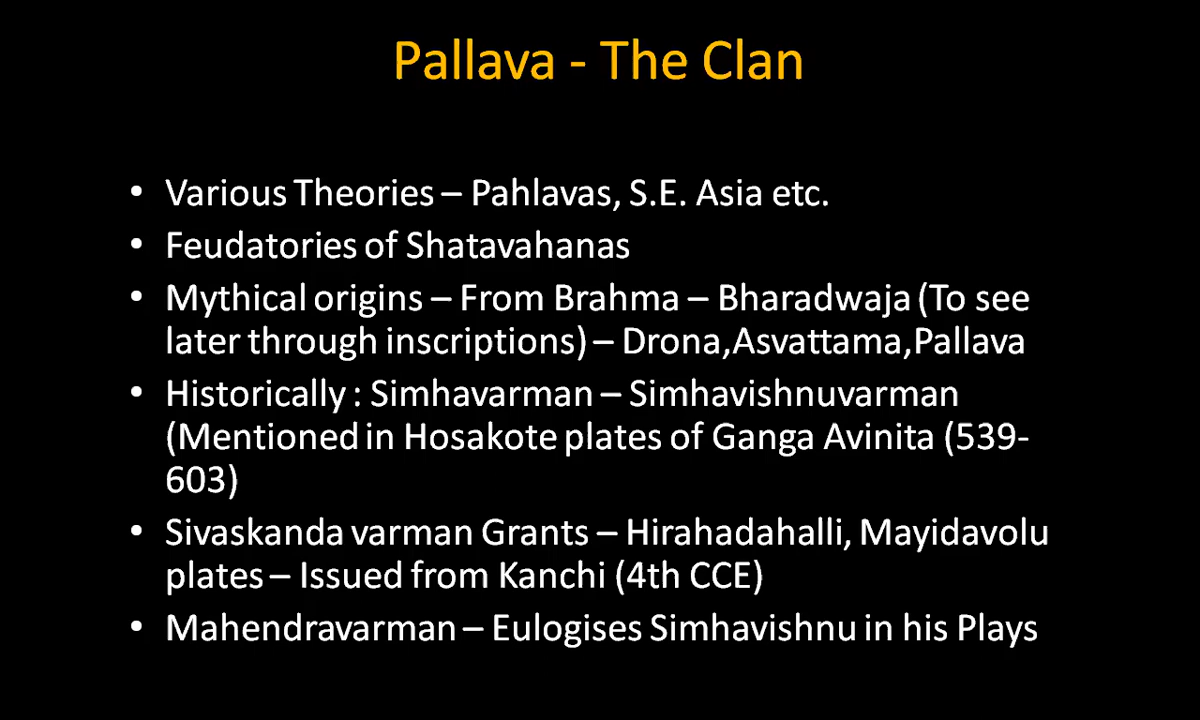 Pallava - The Clan
• Various Theories – Pahlavas, S.E. Asia etc.
• Feudatories of Shatavahanas
• Mythical origins – From Brahma – Bharadwaja (To see
later through inscriptions) – Drona,Asvattama,Pallava
• Historically : Simhavarman – Simhavishnuvarman
(Mentioned in Hosakote plates of Ganga Avinita (539-
603)
• Sivaskanda varman Grants – Hirahadahalli, Mayidavolu
plates – Issued from Kanchi (4th CCE)
• Mahendravarman – Eulogises Simhavishnu in his Plays